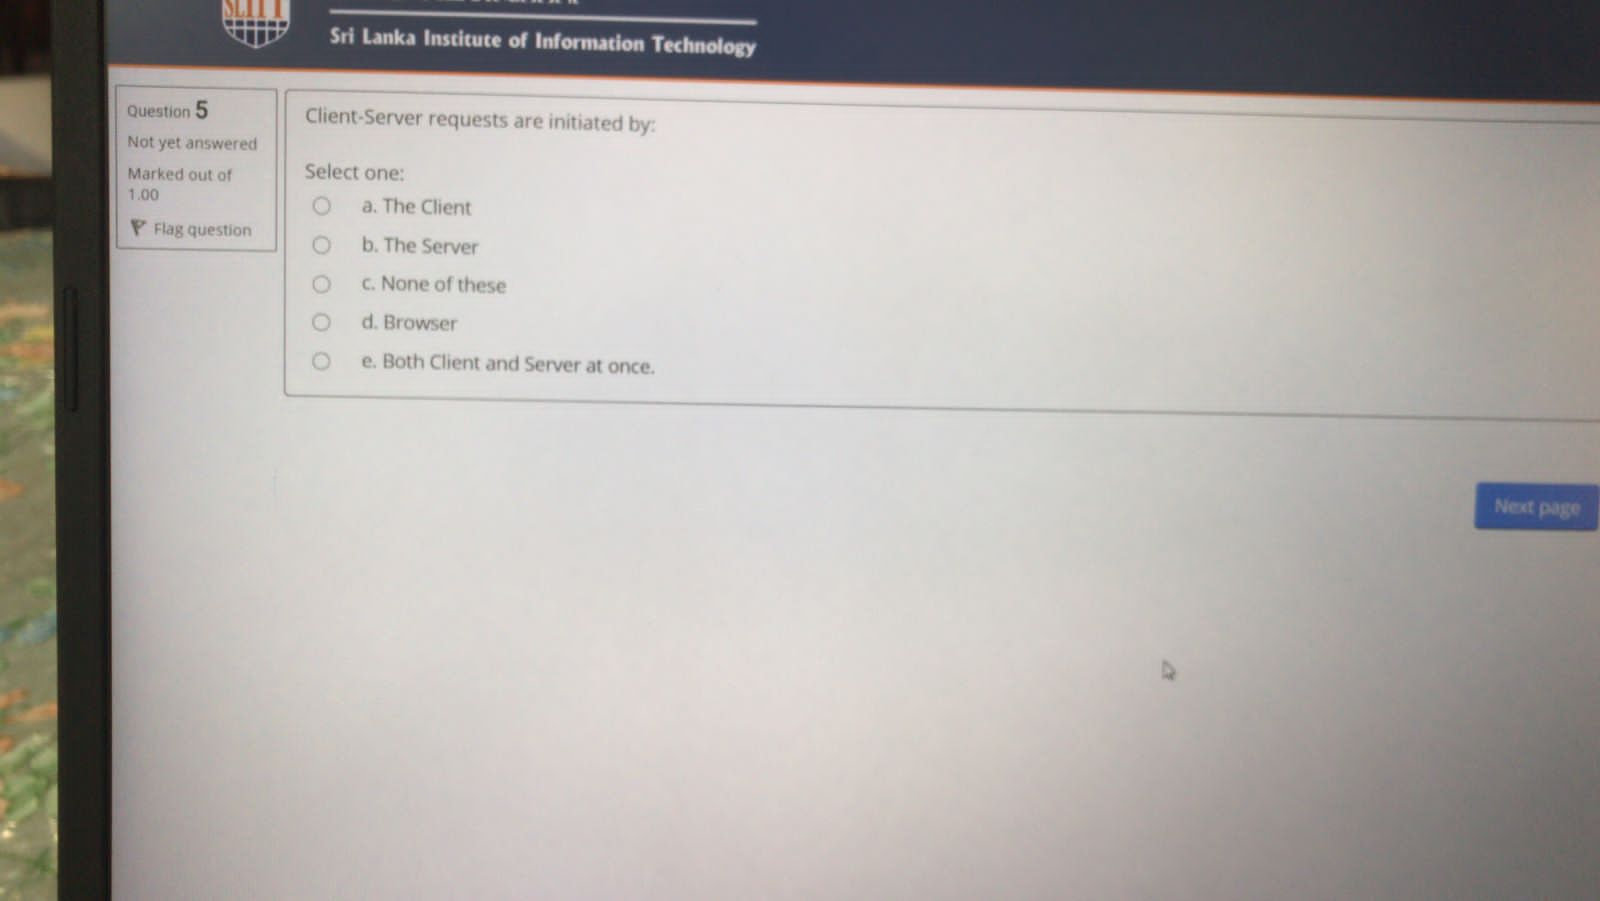 SLIIT
Sri Lanka Institute of Information Technology
Question 5
Not yet answered
Marked out of
1.00
Flag question
Client-Server requests are initiated by:
Select one:
a. The Client
b. The Server
c. None of these
d. Browser
e. Both Client and Server at once.
Next page